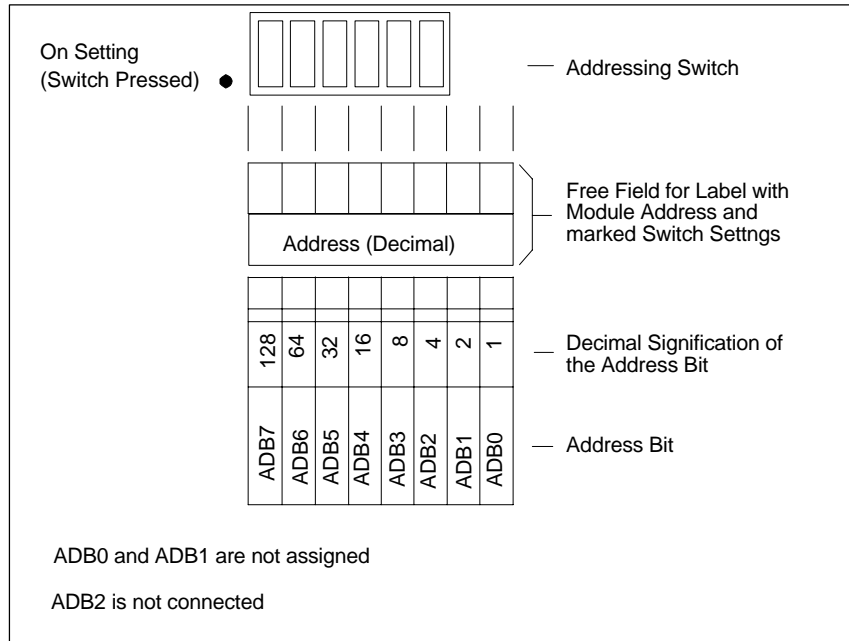 On Setting
(Switch Pressed)
Addressing Switch
Free Field for Label with
Module Address and
marked Switch Settngs
Address (Decimal)
128 64 32 16 8 4 2 1
Decimal Signification of
the Address Bit
ADB7 ADB6 ADB5 ADB4 ADB3 ADB2 ADB1 ADB0
Address Bit
ADB0 and ADB1 are not assigned
ADB2 is not connected